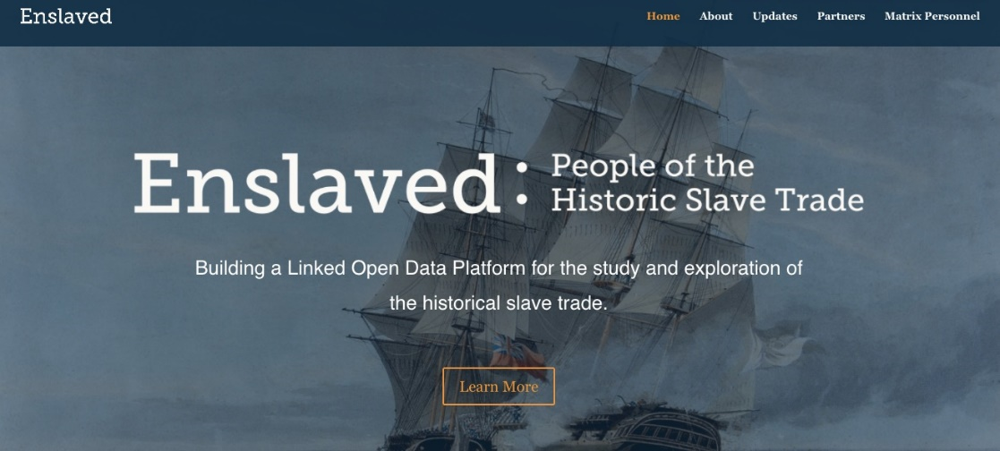 Enslaved
Home About Updates Partners Matrix Personnel
Enslaved: People of the
Historic Slave Trade
Building a Linked Open Data Platform for the study and exploration of
the historical slave trade.
Learn More